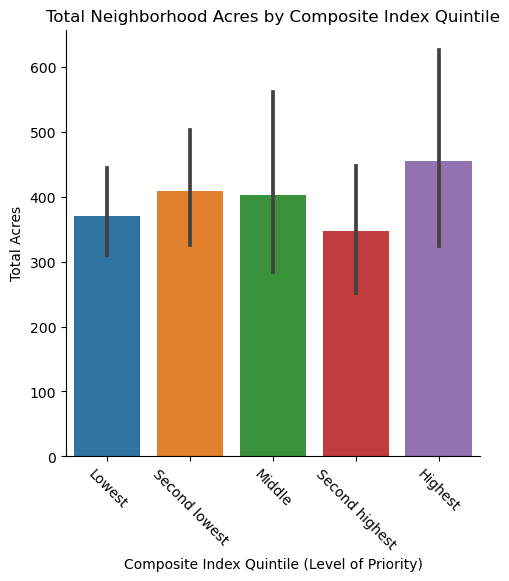 Total Neighborhood Acres by Composite Index Quintile
Total Acres
600
500
400
300
200
100
0
Lowest
Second lowest
Middle
Second highest
Highest
Composite Index Quintile (Level of Priority)